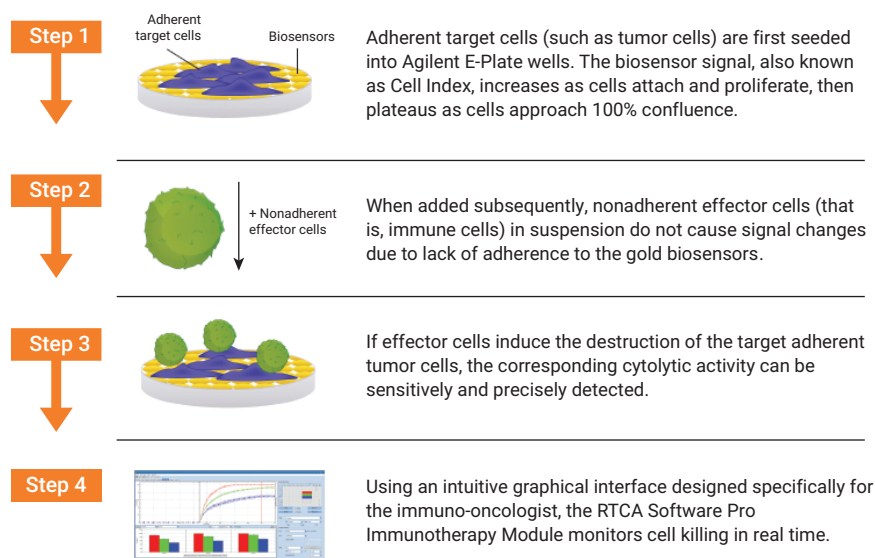 Step 1
Adherent
target cells
Biosensors
Adherent target cells (such as tumor cells) are first seeded
into Agilent E-Plate wells. The biosensor signal, also known
as Cell Index, increases as cells attach and proliferate, then
plateaus as cells approach 100% confluence.
Step 2
+ Nonadherent
effector cells
When added subsequently, nonadherent effector cells (that
is, immune cells) in suspension do not cause signal changes
due to lack of adherence to the gold biosensors.
Step 3
If effector cells induce the destruction of the target adherent
tumor cells, the corresponding cytolytic activity can be
sensitively and precisely detected.
Step 4
Using an intuitive graphical interface designed specifically for
the immuno-oncologist, the RTCA Software Pro
Immunotherapy Module monitors cell killing in real time.